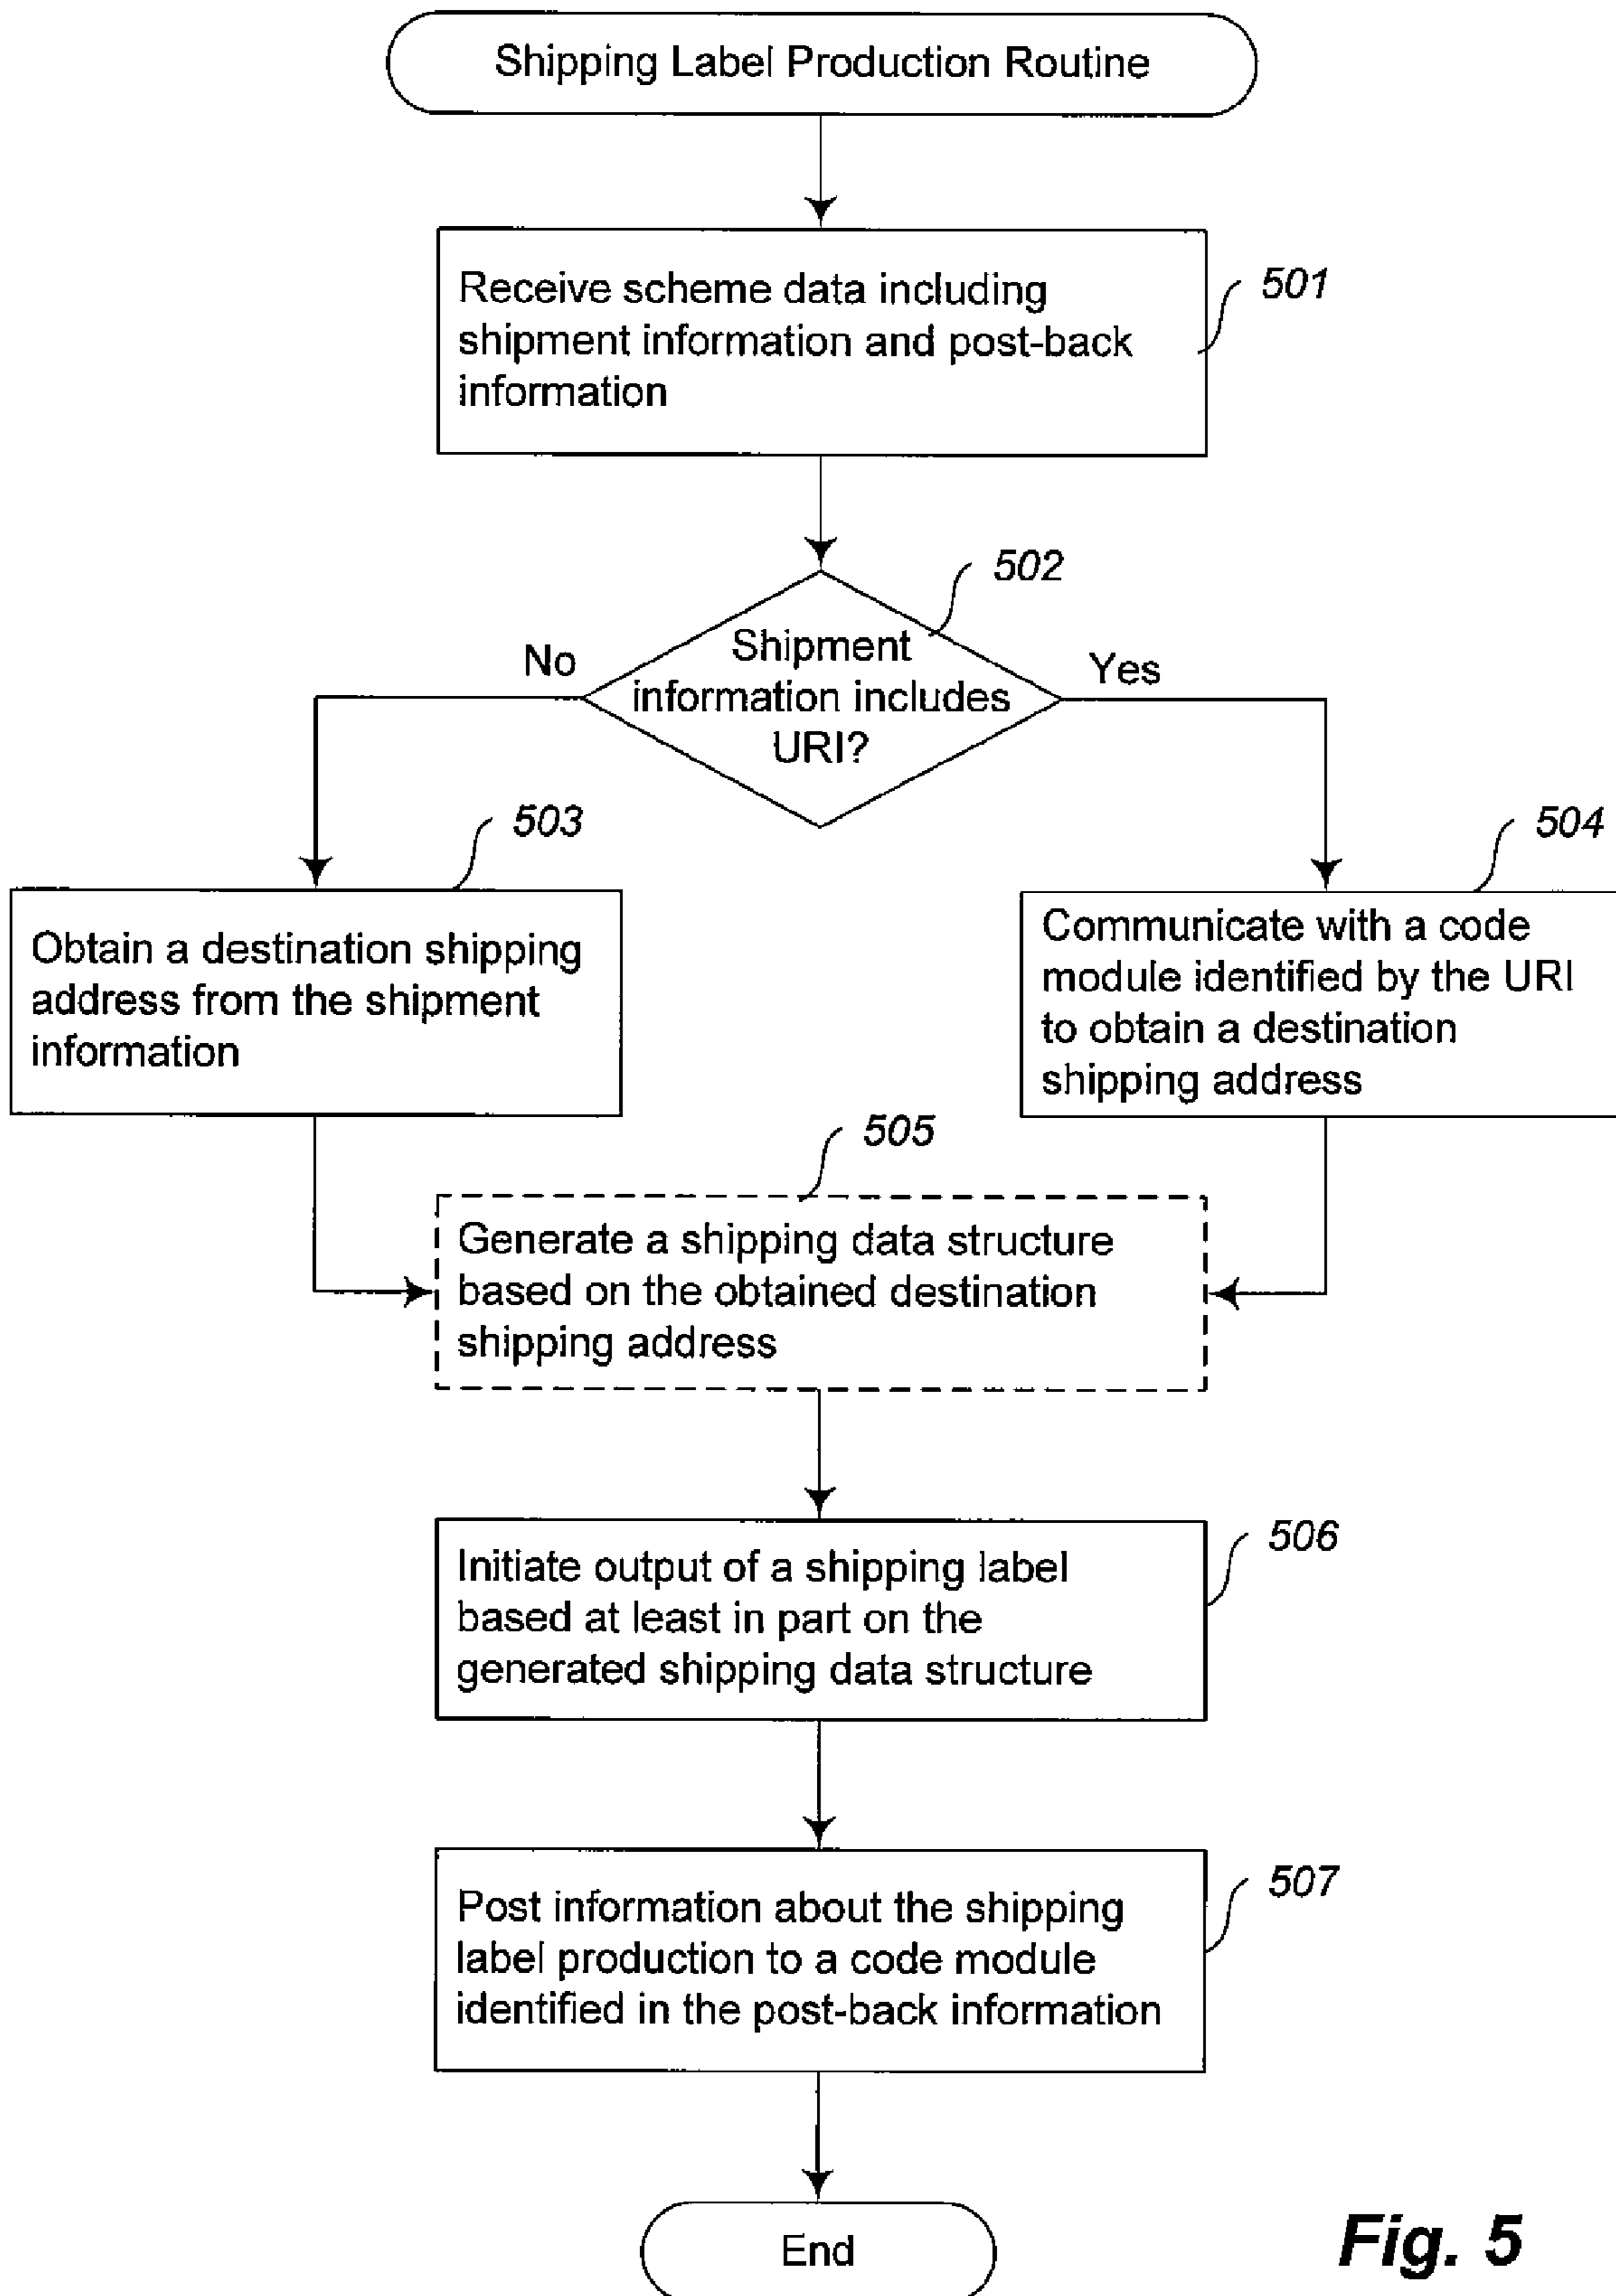 Shipping Label Production Routine
Receive scheme data including
shipment information and post-back
information
501
502
Shipment
information includes
URI?
No
Yes
503
Obtain a destination shipping
address from the shipment
information
504
Communicate with a code
module identified by the URI
to obtain a destination
shipping address
505
Generate a shipping data structure
based on the obtained destination
shipping address
Initiate output of a shipping label
based at least in part on the
generated shipping data structure
506
Post information about the shipping
label production to a code module
identified in the post-back information
507
End
Fig. 5